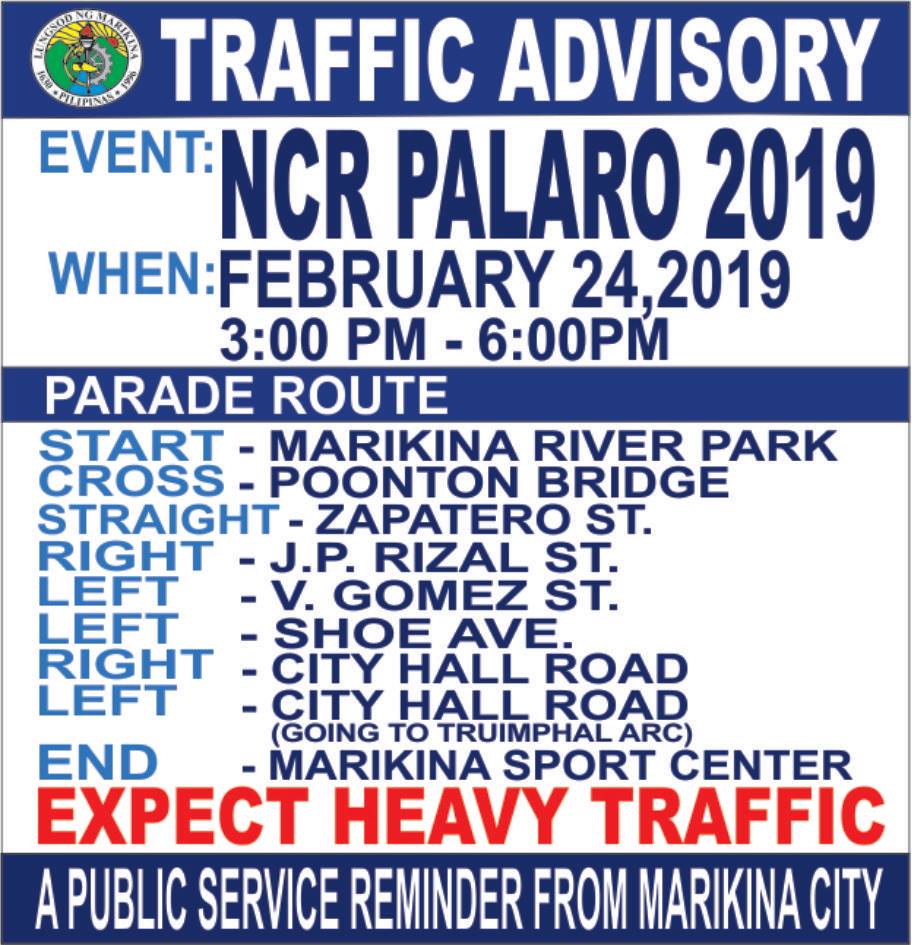 LUNGSOD NG MARIKINA
1630 • PILIPINAS • 1996
TRAFFIC ADVISORY
EVENT: NCR PALARO 2019
WHEN: FEBRUARY 24,2019
3:00 PM - 6:00PM
PARADE ROUTE
START - MARIKINA RIVER PARK
CROSS - POONTON BRIDGE
STRAIGHT - ZAPATERO ST.
RIGHT - J.P. RIZAL ST.
LEFT - V. GOMEZ ST.
LEFT - SHOE AVE.
RIGHT - CITY HALL ROAD
LEFT - CITY HALL ROAD
(GOING TO TRUIMPHAL ARC)
END - MARIKINA SPORT CENTER
EXPECT HEAVY TRAFFIC
A PUBLIC SERVICE REMINDER FROM MARIKINA CITY